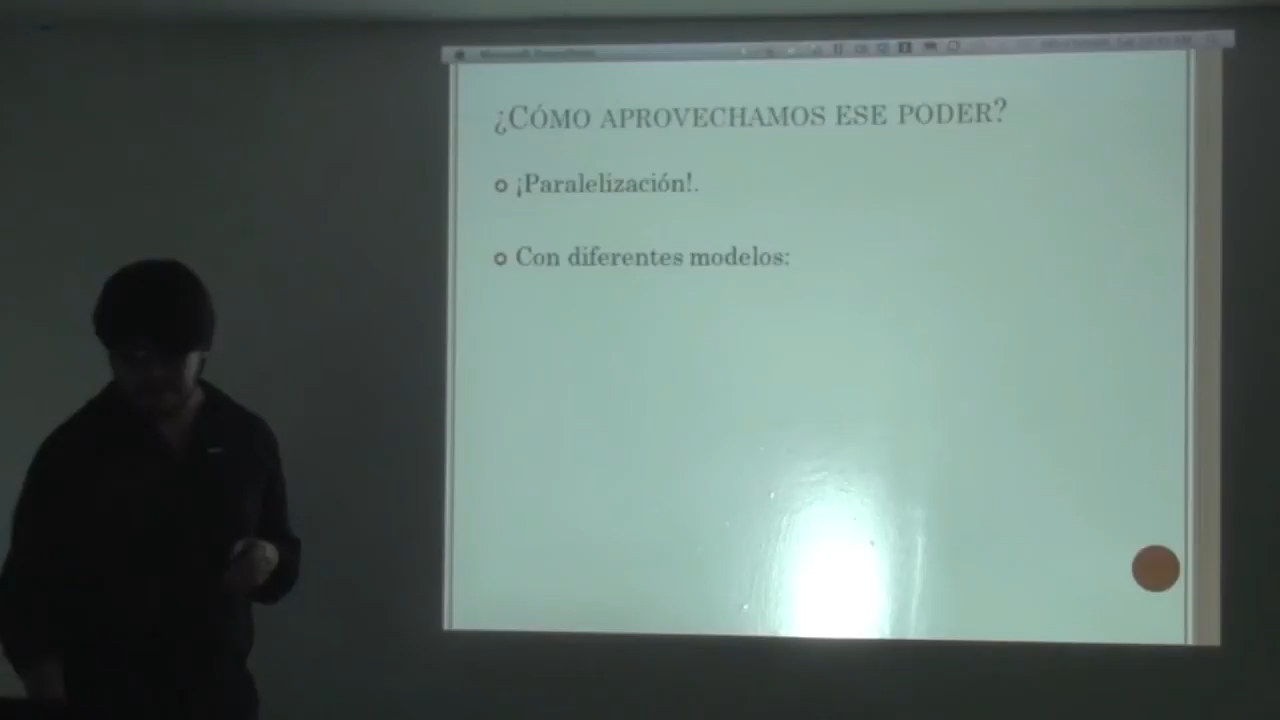 ¿Cómo aprovechamos ese poder?
¡Paralelización!.
Con diferentes modelos: